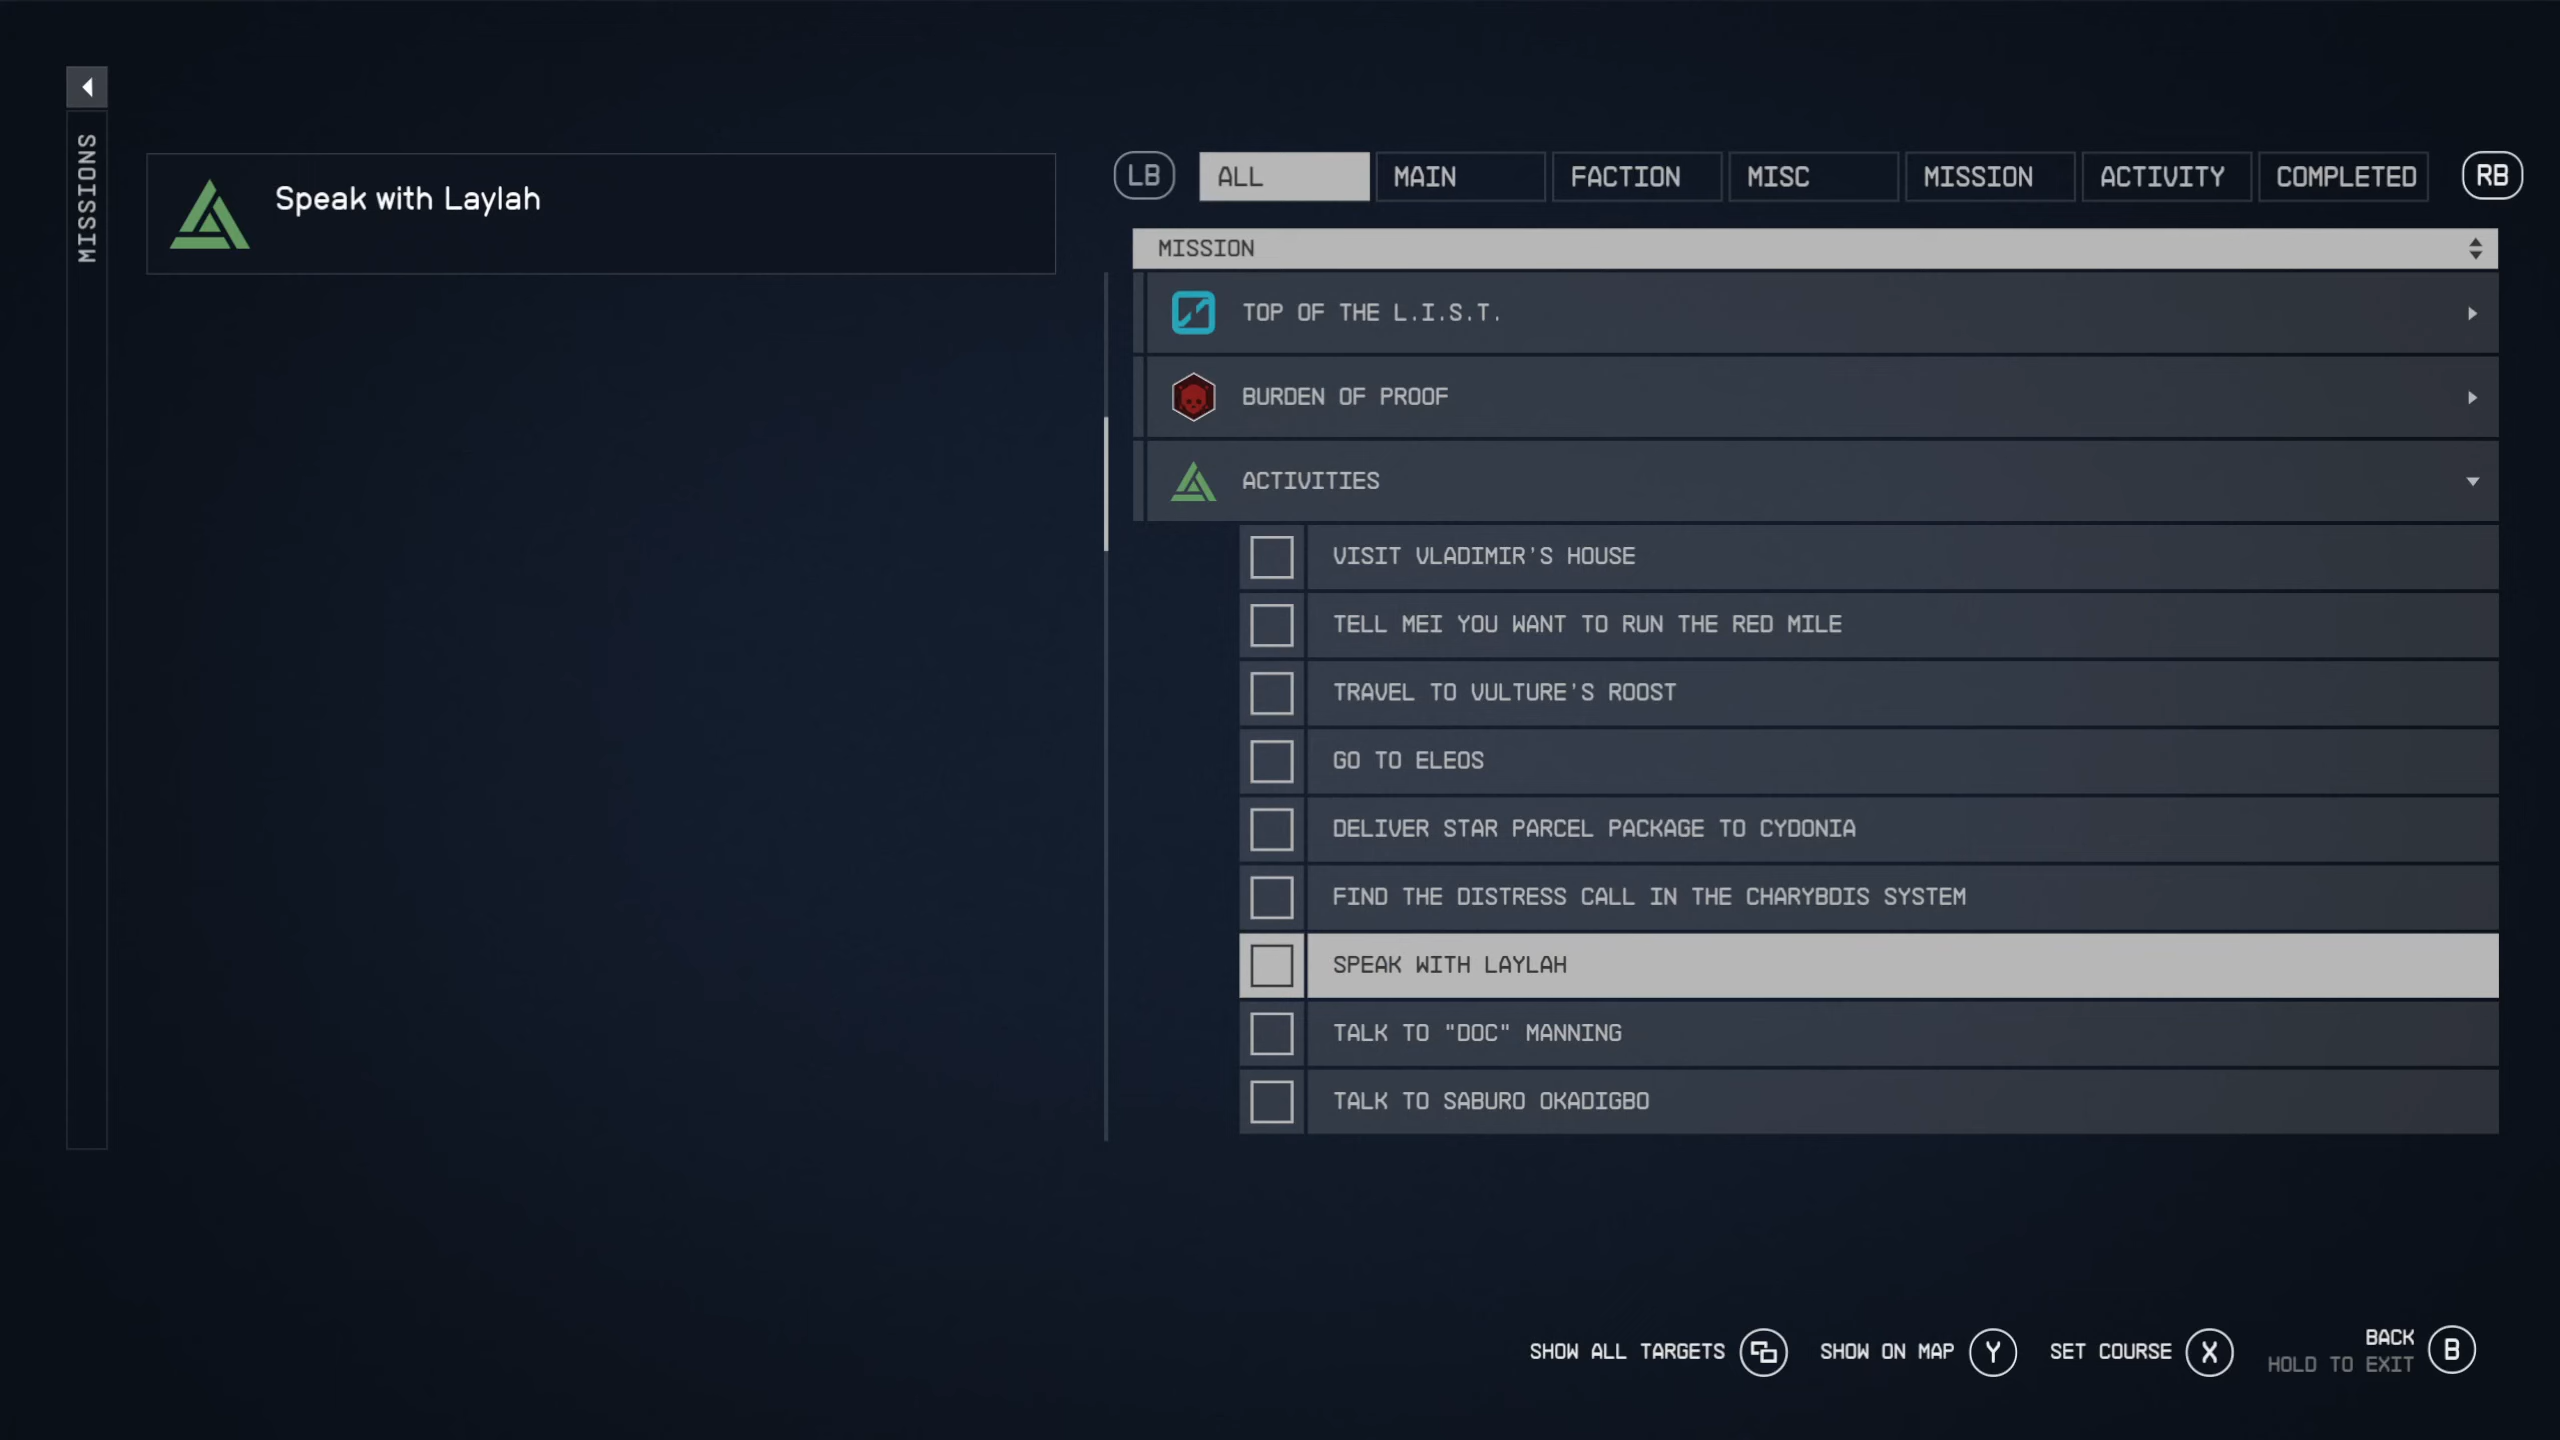 MISSIONS
Speak with Laylah
LB ALL MAIN FACTION MISC MISSION ACTIVITY COMPLETED RB
MISSION
TOP OF THE L.I.S.T.
BURDEN OF PROOF
ACTIVITIES
VISIT VLADIMIR'S HOUSE
TELL MEI YOU WANT TO RUN THE RED MILE
TRAVEL TO VULTURE'S ROOST
GO TO ELEOS
DELIVER STAR PARCEL PACKAGE TO CYDONIA
FIND THE DISTRESS CALL IN THE CHARYBDIS SYSTEM
SPEAK WITH LAYLAH
TALK TO "DOC" MANNING
TALK TO SABURO OKADIGBO
SHOW ALL TARGETS SHOW ON MAP Y SET COURSE X BACK B
HOLD TO EXIT